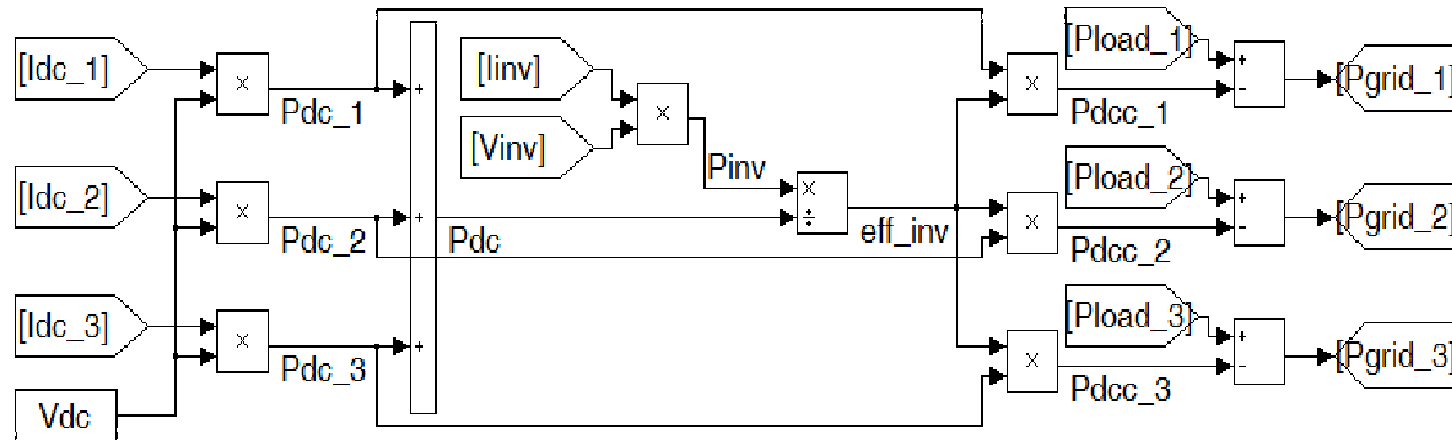 [Idc_1]
Pdc_1
[Iinv]
[Vinv]
Pinv
[Pload_1]
Pdcc_1
[Pgrid_1]
[Idc_2]
Pdc_2
Pdc
eff_inv
[Pload_2]
Pdcc_2
[Pgrid_2]
[Idc_3]
Pdc_3
[Pload_3]
Pdcc_3
[Pgrid_3]
Vdc